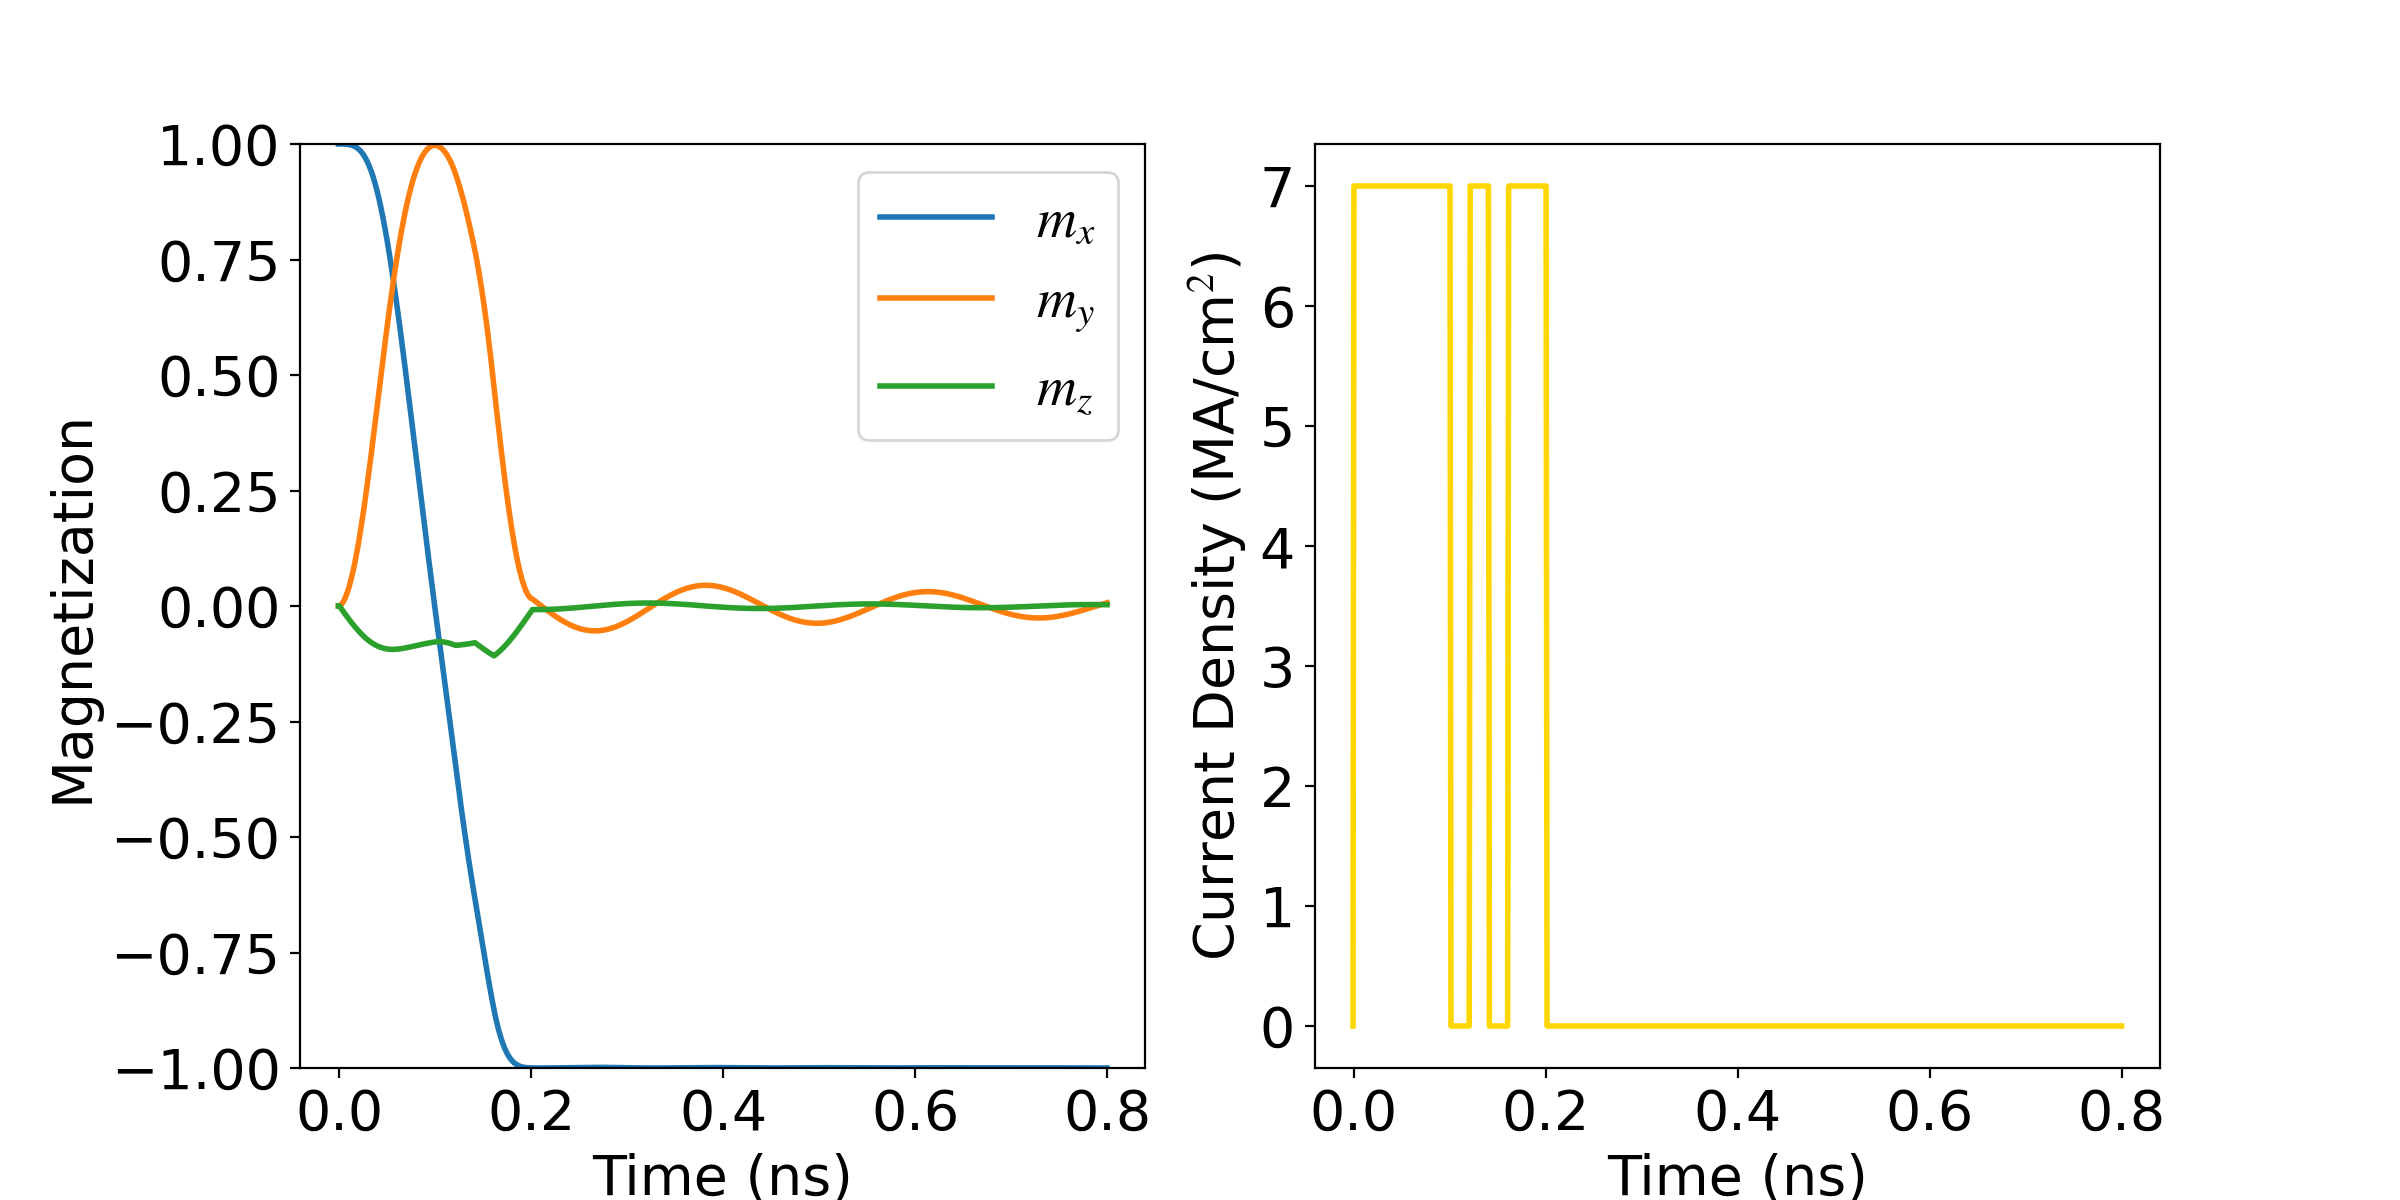 Magnetization
1.00
0.75
0.50
0.25
0.00
−0.25
−0.50
−0.75
−1.00
0.0 0.2 0.4 0.6 0.8
Time (ns)
m_x
m_y
m_z
Current Density (MA/cm²)
7
6
5
4
3
2
1
0
0.0 0.2 0.4 0.6 0.8
Time (ns)